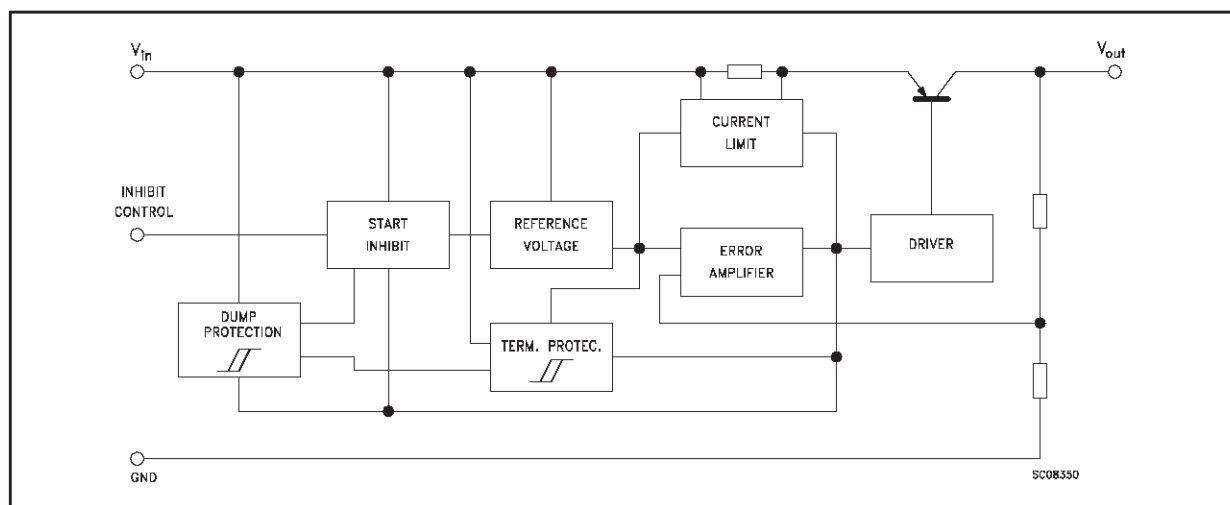 Vin
Vout
CURRENT
LIMIT
INHIBIT
CONTROL
START
INHIBIT
REFERENCE
VOLTAGE
ERROR
AMPLIFIER
DRIVER
DUMP
PROTECTION
TERM. PROTEC.
GND
SC08350